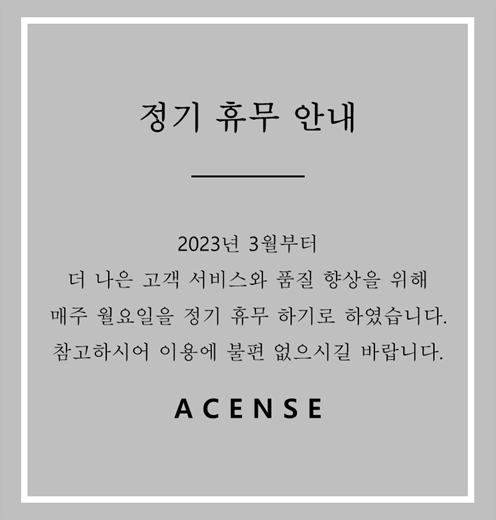 정기 휴무 안내
2023년 3월부터
더 나은 고객 서비스와 품질 향상을 위해
매주 월요일을 정기 휴무 하기로 하였습니다.
참고하시어 이용에 불편 없으시길 바랍니다.
ACENSE